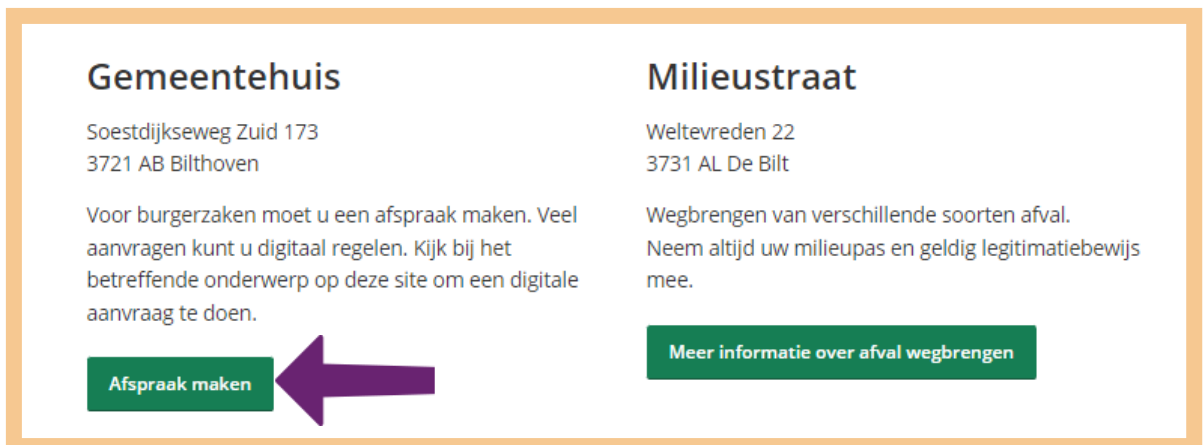 Gemeentehuis
Soestdijkseweg Zuid 173
3721 AB Bilthoven
Voor burgerzaken moet u een afspraak maken. Veel
aanvragen kunt u digitaal regelen. Kijk bij het
betreffende onderwerp op deze site om een digitale
aanvraag te doen.
Afspraak maken
Milieustraat
Weltevreden 22
3731 AL De Bilt
Wegbrengen van verschillende soorten afval.
Neem altijd uw milieupas en geldig legitimatiebewijs
mee.
Meer informatie over afval wegbrengen